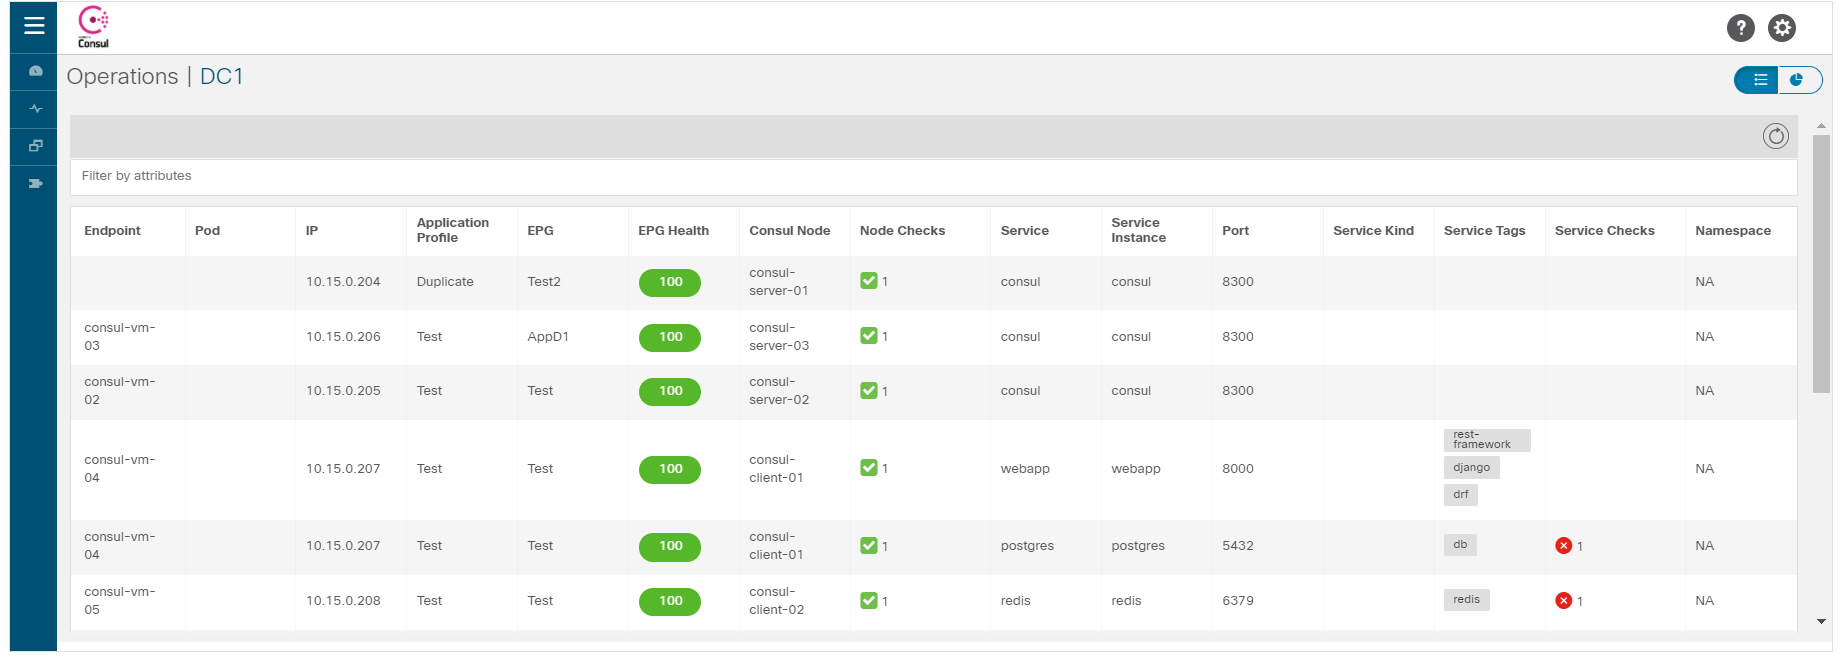 Consul
?
Operations | DC1
Filter by attributes
Endpoint Pod IP Application Profile EPG EPG Health Consul Node Node Checks Service Service Instance Port Service Kind Service Tags Service Checks Namespace
10.15.0.204 Duplicate Test2 100 consul-server-01 1 consul consul 8300 NA
consul-vm-03 10.15.0.206 Test AppD1 100 consul-server-03 1 consul consul 8300 NA
consul-vm-02 10.15.0.205 Test Test 100 consul-server-02 1 consul consul 8300 NA
consul-vm-04 10.15.0.207 Test Test 100 consul-client-01 1 webapp webapp 8000 rest-framework django drf NA
consul-vm-04 10.15.0.207 Test Test 100 consul-client-01 1 postgres postgres 5432 db 1 NA
consul-vm-05 10.15.0.208 Test Test 100 consul-client-02 1 redis redis 6379 redis 1 NA